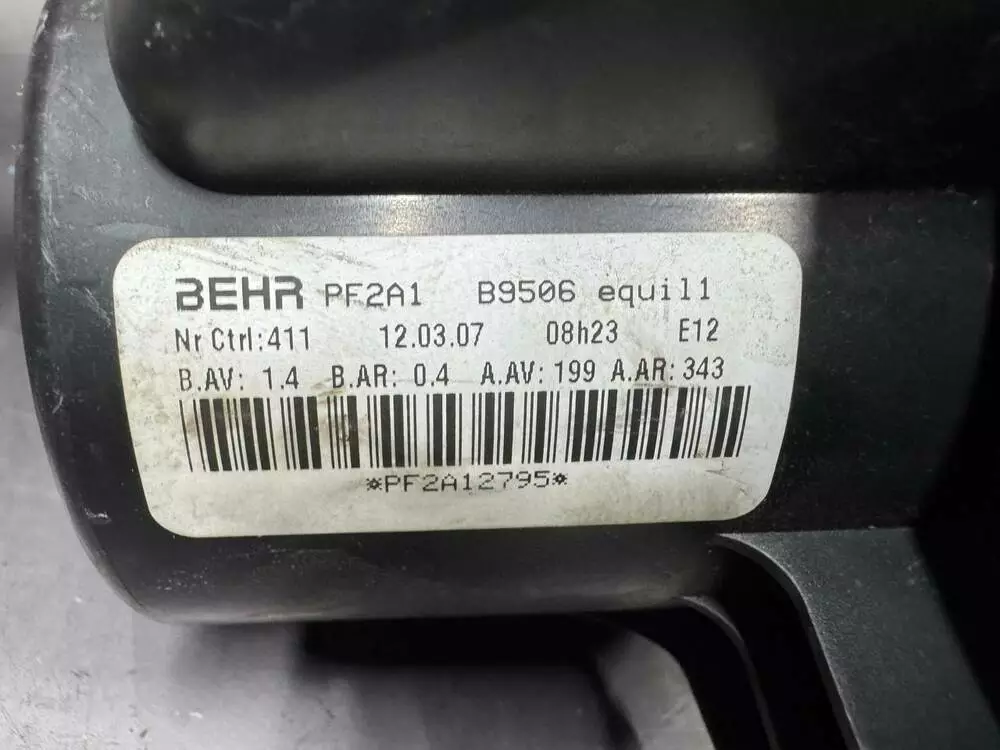 BEHR PF2A1 B9506 equil1
Nr Ctrl:411 12.03.07 08h23 E12
B.AV: 1.4 B.AR: 0.4 A.AV: 199 A.AR: 343
*PF2A12795*